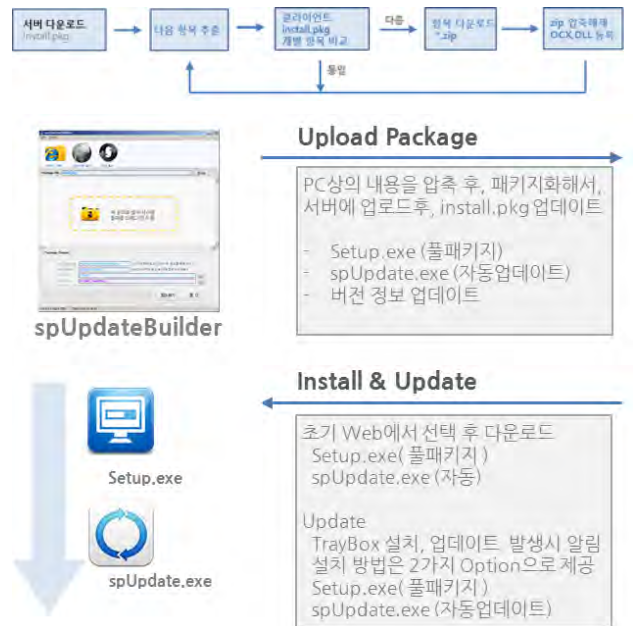 서버 다운로드
Install.pkg
다음 항목 추출
클라이언트
install.pkg
개별 항목 비교
다름
항목 다운로드
*.zip
zip 압축해제
OCX,DLL 등록
동일
Upload Package
PC상의 내용을 압축 후, 패키지화해서,
서버에 업로드후, install.pkg 업데이트
- Setup.exe (풀패키지)
- spUpdate.exe (자동업데이트)
- 버전 정보 업데이트
spUpdateBuilder
Install & Update
초기 Web에서 선택 후 다운로드
Setup.exe( 풀패키지 )
spUpdate.exe (자동)
Update
TrayBox 설치, 업데이트 발생시 알림
설치 방법은 2가지 Option으로 제공
Setup.exe( 풀패키지 )
spUpdate.exe (자동업데이트)
Setup.exe
spUpdate.exe